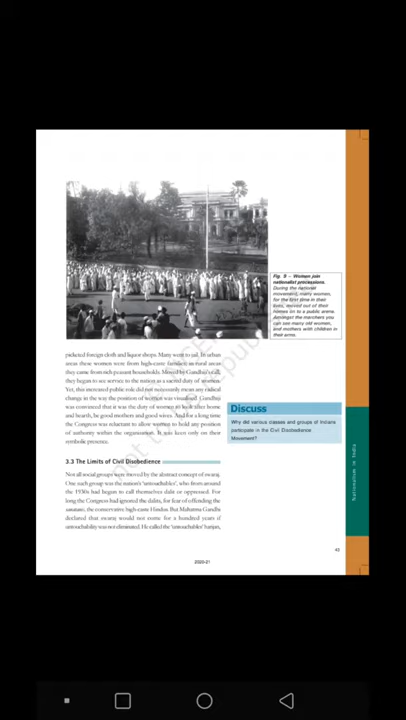 Fig. 9 – Women join
nationalist processions.
During the national
movement, many women,
for the first time in their
lives, moved out of their
homes on to a public arena.
Amongst the marchers you
can see many old women,
and mothers with children in
their arms.
picketed foreign cloth and liquor shops. Many went to jail. In urban
areas these women were from high-caste families; in rural areas
they came from rich peasant households. Moved by Gandhiji's call,
they began to see service to the nation as a sacred duty of women.
Yet, this increased public role did not necessarily mean any radical
change in the way the position of women was visualised. Gandhiji
was convinced that it was the duty of women to look after home
and hearth, be good mothers and good wives. And for a long time
the Congress was reluctant to allow women to hold any position
of authority within the organisation. It was keen only on their
symbolic presence.
Discuss
Why did various classes and groups of Indians
participate in the Civil Disobedience
Movement?
3.3 The Limits of Civil Disobedience
Not all social groups were moved by the abstract concept of swaraj.
One such group was the nation's 'untouchables', who from around
the 1930s had begun to call themselves dalit or oppressed. For
long the Congress had ignored the dalits, for fear of offending the
sanatanis, the conservative high-caste Hindus. But Mahatma Gandhi
declared that swaraj would not come for a hundred years if
untouchability was not eliminated. He called the 'untouchables' harijan,
Nationalism in India
43
2020-21